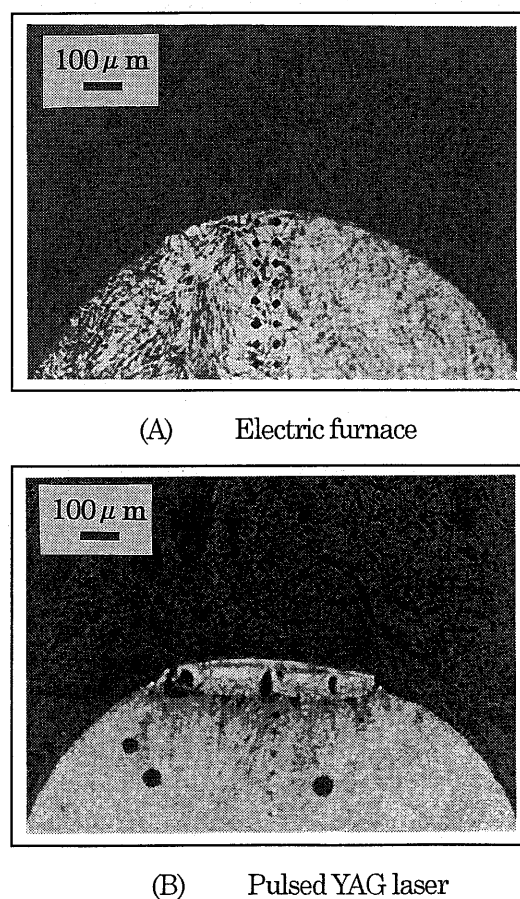 100 μ m
(A) Electric furnace
100 μ m
(B) Pulsed YAG laser